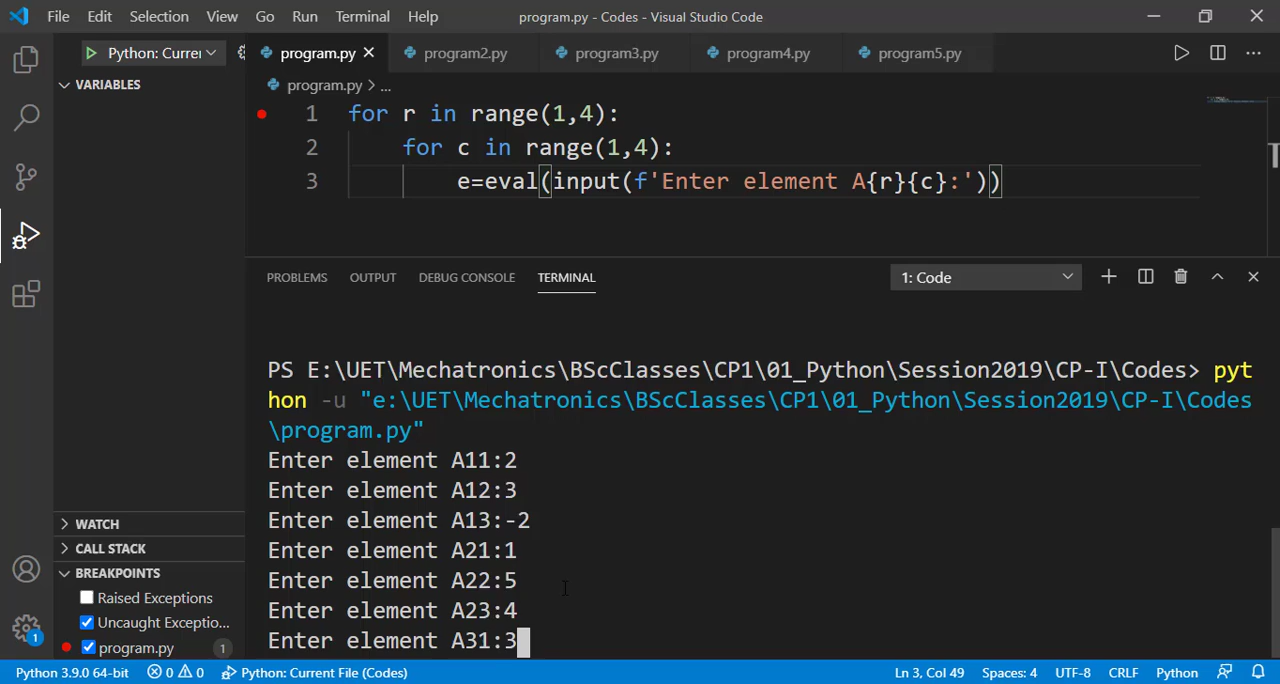 File Edit Selection View Go Run Terminal Help program.py - Codes - Visual Studio Code
Python: Currer program.py program2.py program3.py program4.py program5.py
VARIABLES
program.py > ...
1 for r in range(1,4):
2 for c in range(1,4):
3 e=eval(input(f'Enter element A{r}{c}:'))
PROBLEMS OUTPUT DEBUG CONSOLE TERMINAL 1: Code
PS E:\UET\Mechatronics\BScClasses\CP1\01_Python\Session2019\CP-I\Codes> pyt
hon -u "e:\UET\Mechatronics\BScClasses\CP1\01_Python\Session2019\CP-I\Codes
\program.py"
Enter element A11:2
Enter element A12:3
Enter element A13:-2
Enter element A21:1
Enter element A22:5
Enter element A23:4
Enter element A31:3
WATCH
CALL STACK
BREAKPOINTS
Raised Exceptions
Uncaught Exceptio...
program.py 1
1
Python 3.9.0 64-bit 0 0 Python: Current File (Codes) Ln 3, Col 49 Spaces: 4 UTF-8 CRLF Python